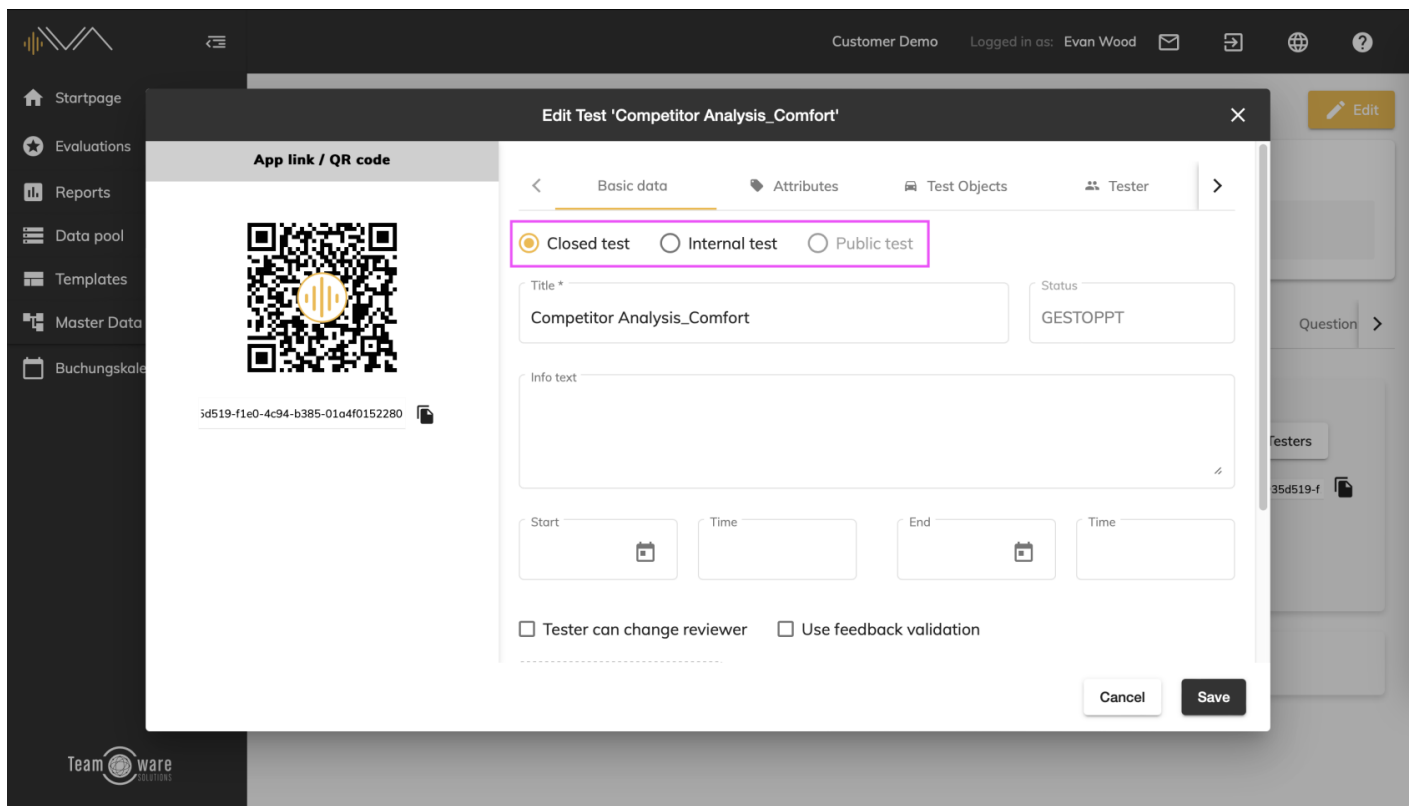 Customer Demo Logged in as: Evan Wood
Startpage
Evaluations
Reports
Data pool
Templates
Master Data
Buchungskale
Team ware
SOLUTIONS
Edit
Edit Test 'Competitor Analysis_Comfort'
App link / QR code
5d519-f1e0-4c94-b385-01a4f0152280
Basic data Attributes Test Objects Tester
Closed test Internal test Public test
Title *
Competitor Analysis_Comfort
Status
GESTOPPT
Info text
Start Time End Time
Tester can change reviewer Use feedback validation
Cancel Save
Question
Testers
35d519-f